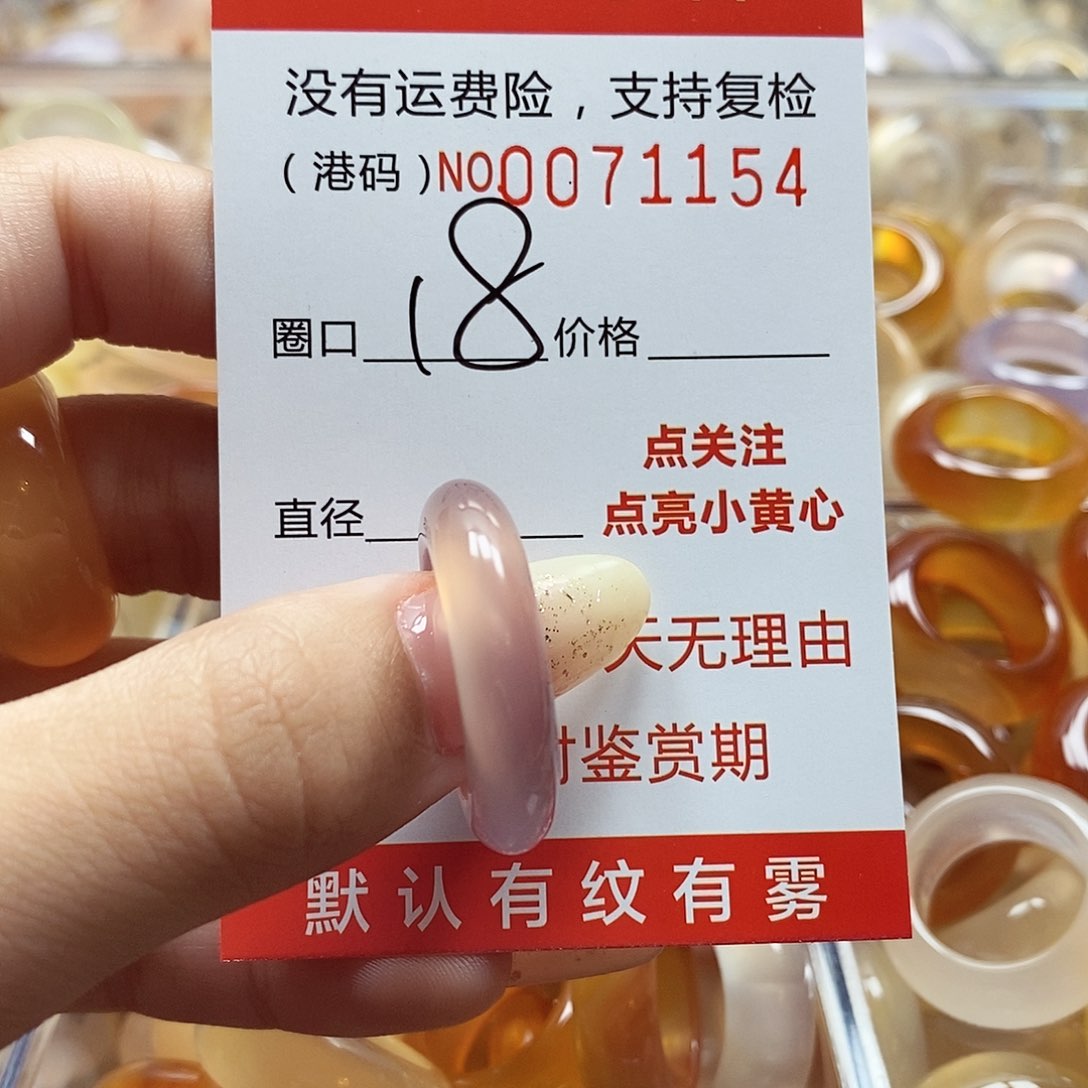 没有运费险，支持复检
（港码）NO.0071154
圈口 18 价格
点关注
直径 点亮小黄心
天无理由
鉴赏期
默认有纹有雾